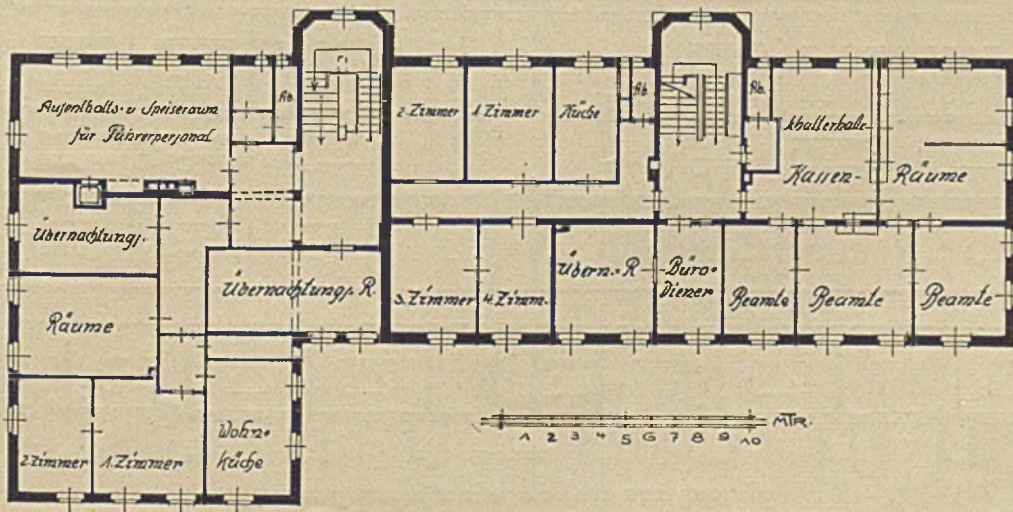 Aufenthalts- u Speiseraum
für Führerpersonal
Ab.
2 Zimmer
1 Zimmer
Küche
Ab.
Ab.
Schalterhalle
Kassen-
Räume
Übernachtungs-
Räume
Übernachtungs-R.
3. Zimmer
4. Zimm.
Übern.-R
Büro-
Diener
Beamte
Beamte
Beamte
2 Zimmer
1. Zimmer
Wohn-
küche
1 2 3 4 5 6 7 8 9 10 MTR.